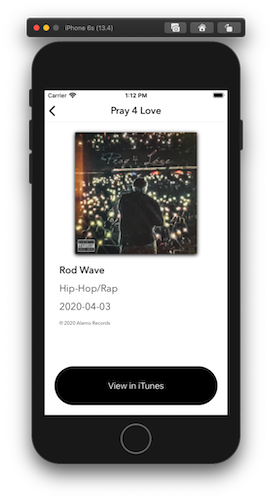 iPhone 6s (13.4)
Carrier
1:12 PM
Pray 4 Love
Pray 4 Love
Rod Wave
Hip-Hop/Rap
2020-04-03
© 2020 Alamo Records
View in iTunes